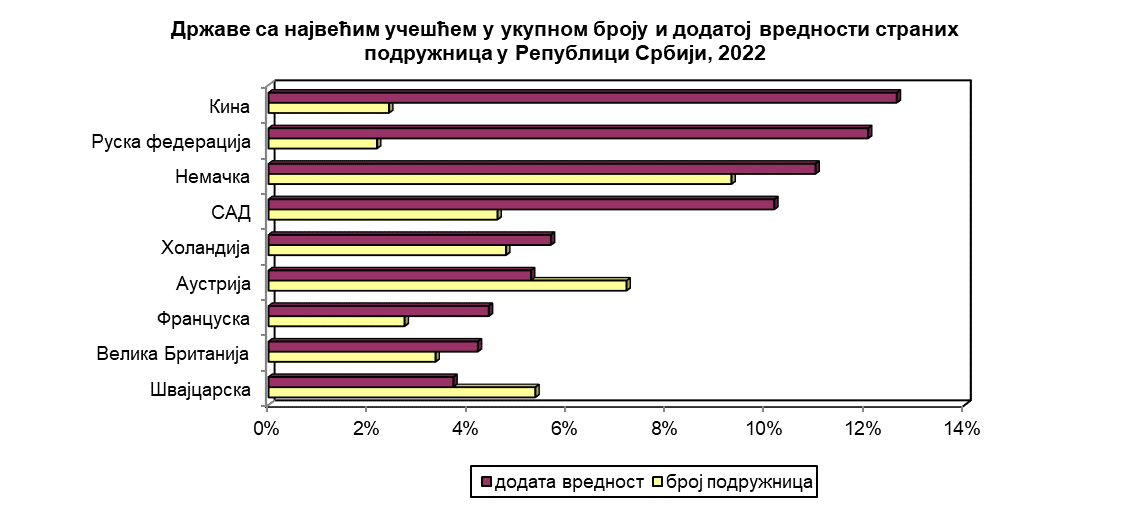 Државе са највећим учешћем у укупном броју и додатој вредности страних
подружница у Републици Србији, 2022
Кина
Руска федерација
Немачка
САД
Холандија
Аустрија
Француска
Велика Британија
Швајцарска
0% 2% 4% 6% 8% 10% 12% 14%
додата вредност број подружница